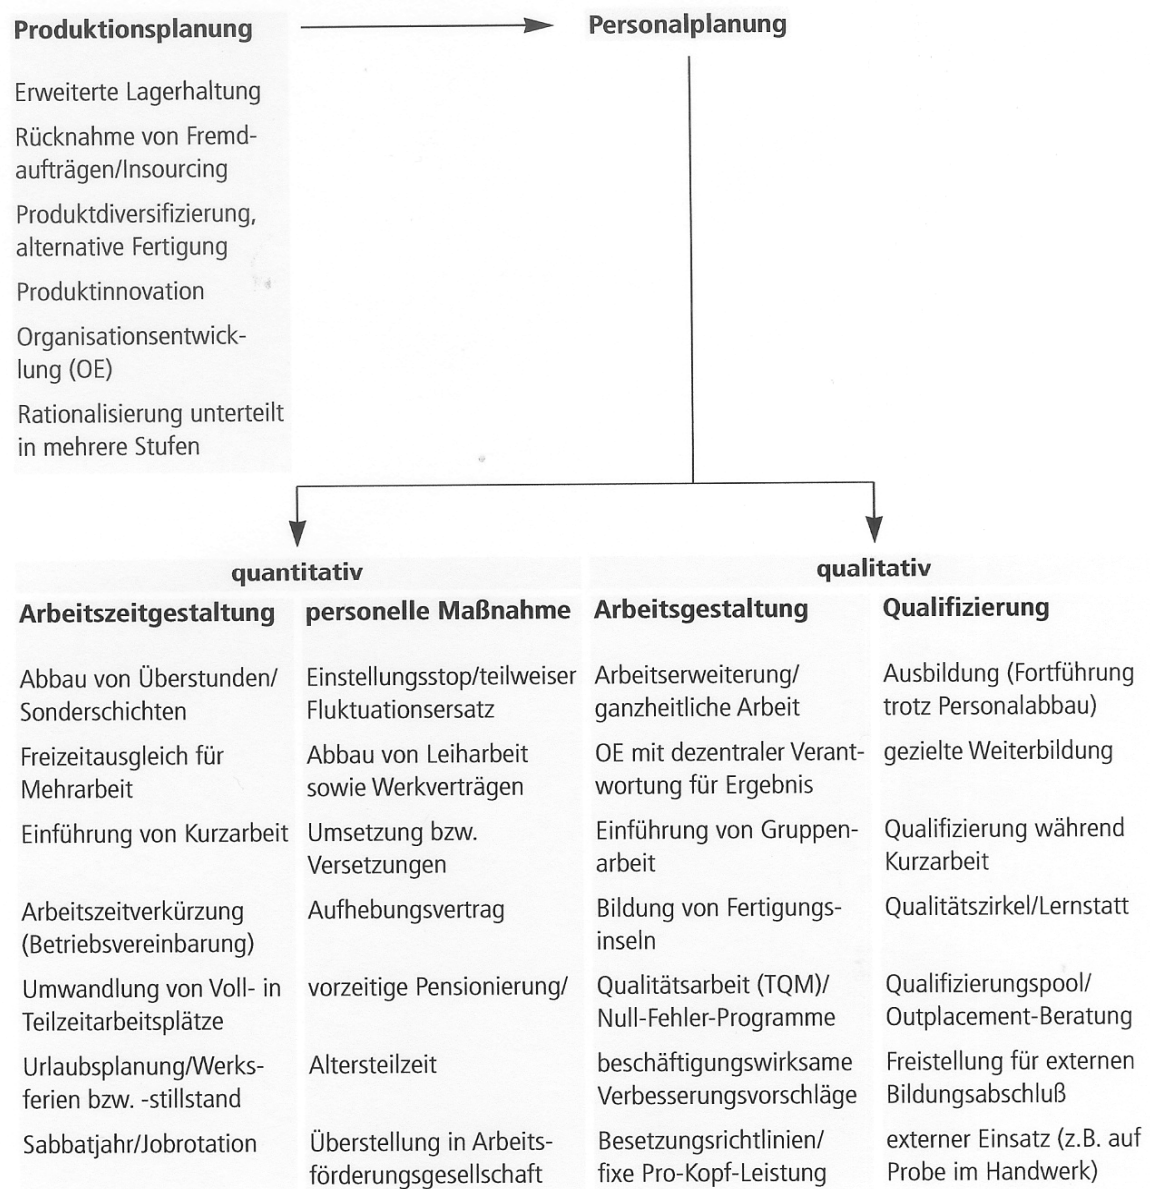 Produktionsplanung
Personalplanung
Erweiterte Lagerhaltung
Rücknahme von Fremd-
aufträgen/Insourcing
Produktdiversifizierung,
alternative Fertigung
Produktinnovation
Organisationsentwick-
lung (OE)
Rationalisierung unterteilt
in mehrere Stufen
quantitativ
Arbeitszeitgestaltung
Abbau von Überstunden/
Sonderschichten
Freizeitausgleich für
Mehrarbeit
Einführung von Kurzarbeit
Arbeitszeitverkürzung
(Betriebsvereinbarung)
Umwandlung von Voll- in
Teilzeitarbeitsplätze
Urlaubsplanung/Werks-
ferien bzw. -stillstand
Sabbatjahr/Jobrotation
personelle Maßnahme
Einstellungsstop/teilweiser
Fluktuationsersatz
Abbau von Leiharbeit
sowie Werkverträgen
Umsetzung bzw.
Versetzungen
Aufhebungsvertrag
vorzeitige Pensionierung/
Altersteilzeit
Überstellung in Arbeits-
förderungsgesellschaft
qualitativ
Arbeitsgestaltung
Arbeitserweiterung/
ganzheitliche Arbeit
OE mit dezentraler Verant-
wortung für Ergebnis
Einführung von Gruppen-
arbeit
Bildung von Fertigungs-
inseln
Qualitätsarbeit (TQM)/
Null-Fehler-Programme
beschäftigungswirksame
Verbesserungsvorschläge
Besetzungsrichtlinien/
fixe Pro-Kopf-Leistung
Qualifizierung
Ausbildung (Fortführung
trotz Personalabbau)
gezielte Weiterbildung
Qualifizierung während
Kurzarbeit
Qualitätszirkel/Lernstatt
Qualifizierungspool/
Outplacement-Beratung
Freistellung für externen
Bildungsabschluß
externer Einsatz (z.B. auf
Probe im Handwerk)